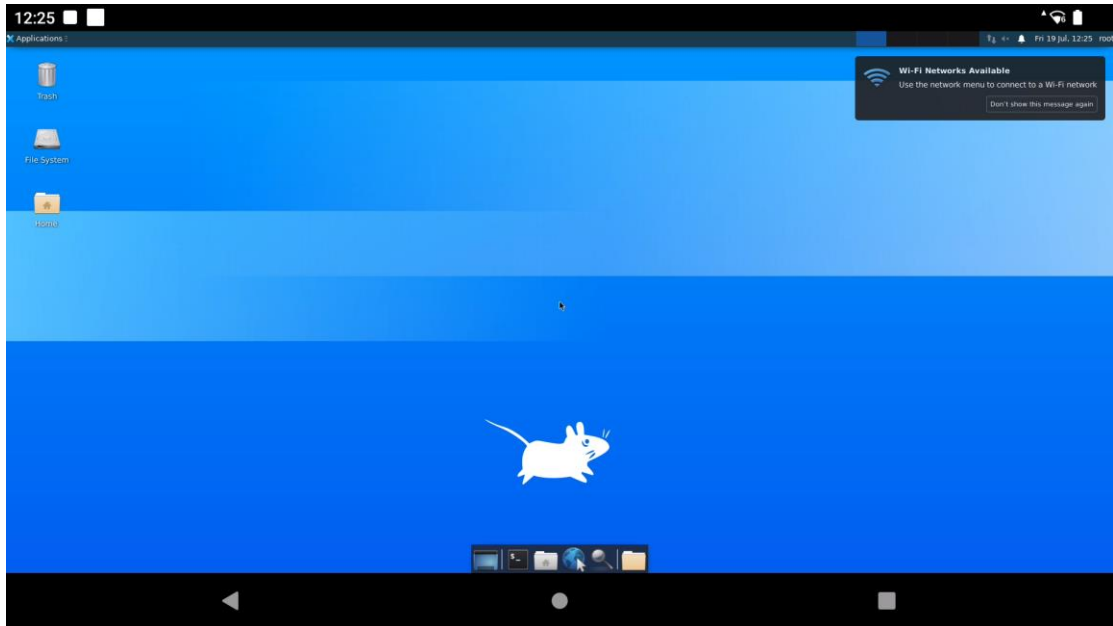 12:25
Applications
Fri 19 Jul, 12:25 root
Wi-Fi Networks Available
Use the network menu to connect to a Wi-Fi network
Don't show this message again
Trash
File System
Home